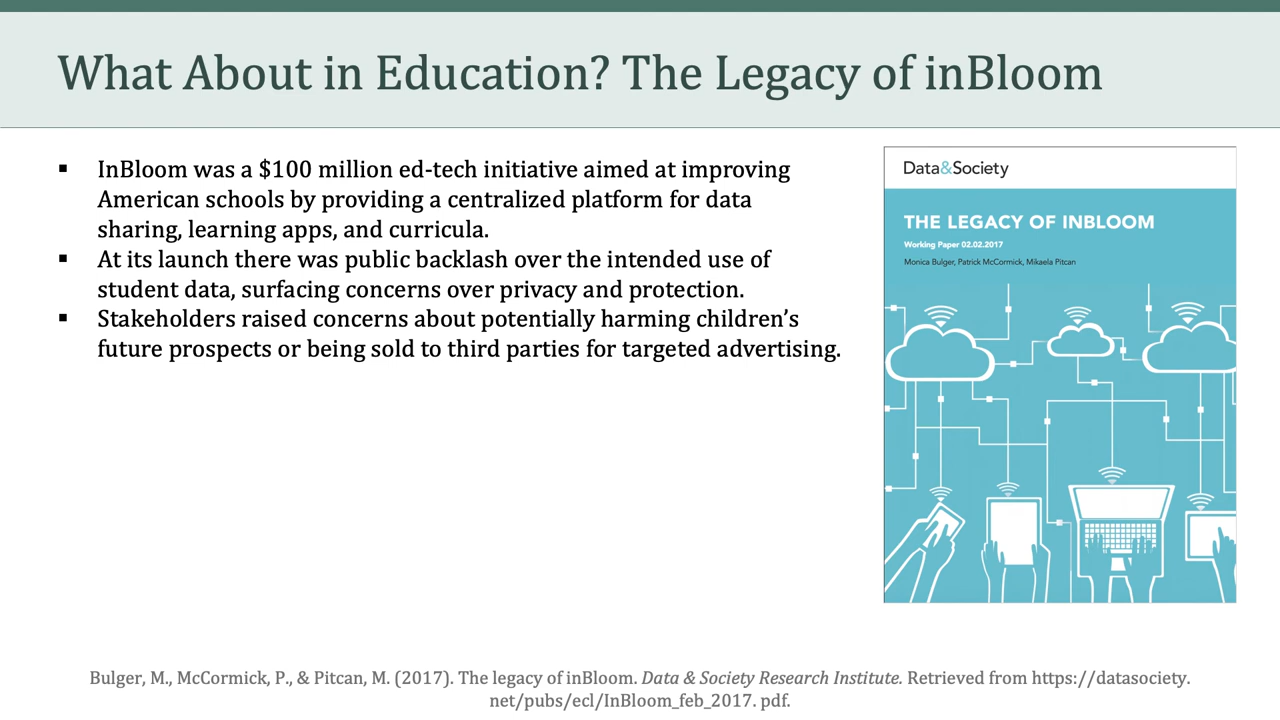 What About in Education? The Legacy of inBloom
▪ InBloom was a $100 million ed-tech initiative aimed at improving
American schools by providing a centralized platform for data
sharing, learning apps, and curricula.
▪ At its launch there was public backlash over the intended use of
student data, surfacing concerns over privacy and protection.
▪ Stakeholders raised concerns about potentially harming children’s
future prospects or being sold to third parties for targeted advertising.
Data&Society
THE LEGACY OF INBLOOM
Working Paper 02.02.2017
Monica Bulger, Patrick McCormick, Mikaela Pitcan
Bulger, M., McCormick, P., & Pitcan, M. (2017). The legacy of inBloom. Data & Society Research Institute. Retrieved from https://datasociety.
net/pubs/ecl/InBloom_feb_2017. pdf.